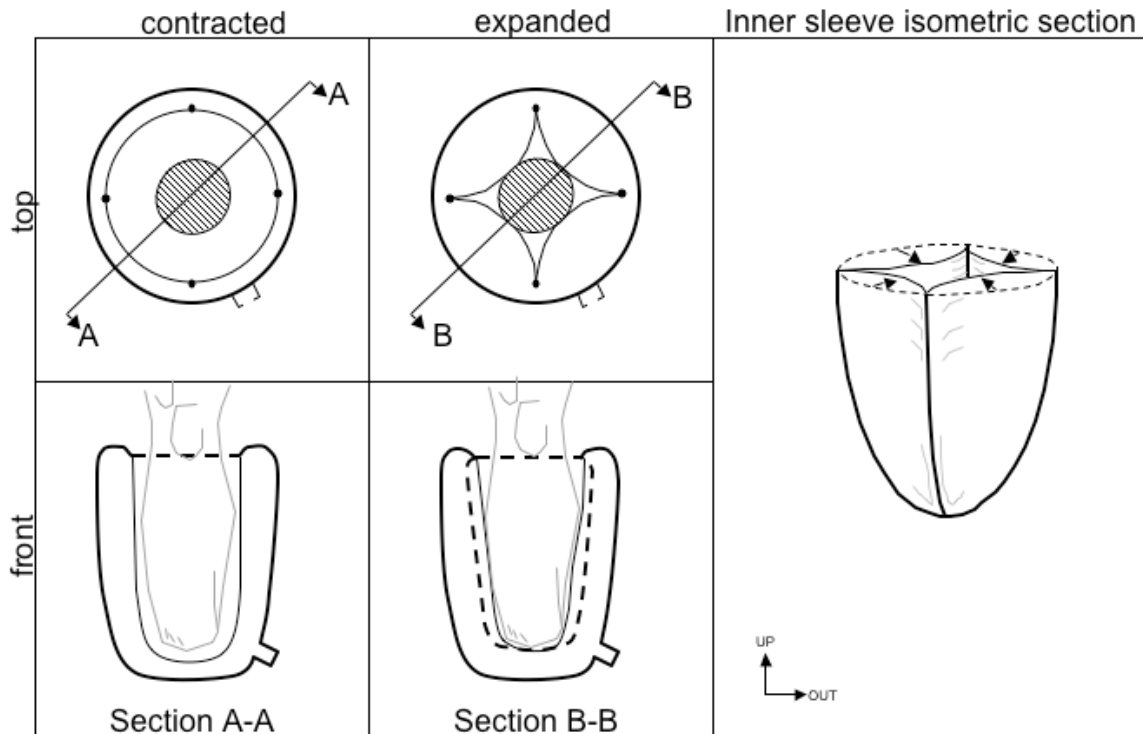 contracted
expanded
Inner sleeve isometric section
top
A
A
B
B
front
Section A-A
Section B-B
UP
OUT